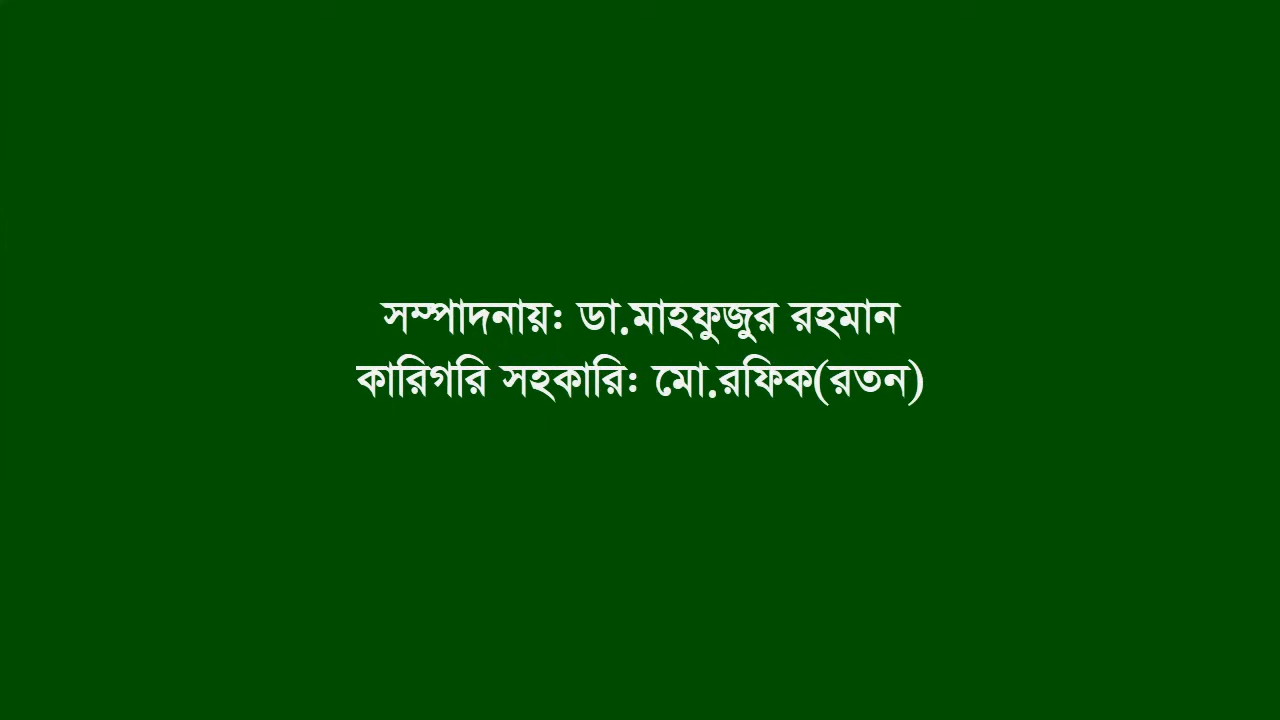 সম্পাদনায়: ডা.মাহফুজুর রহমান
কারিগরি সহকারি: মো.রফিক(রতন)